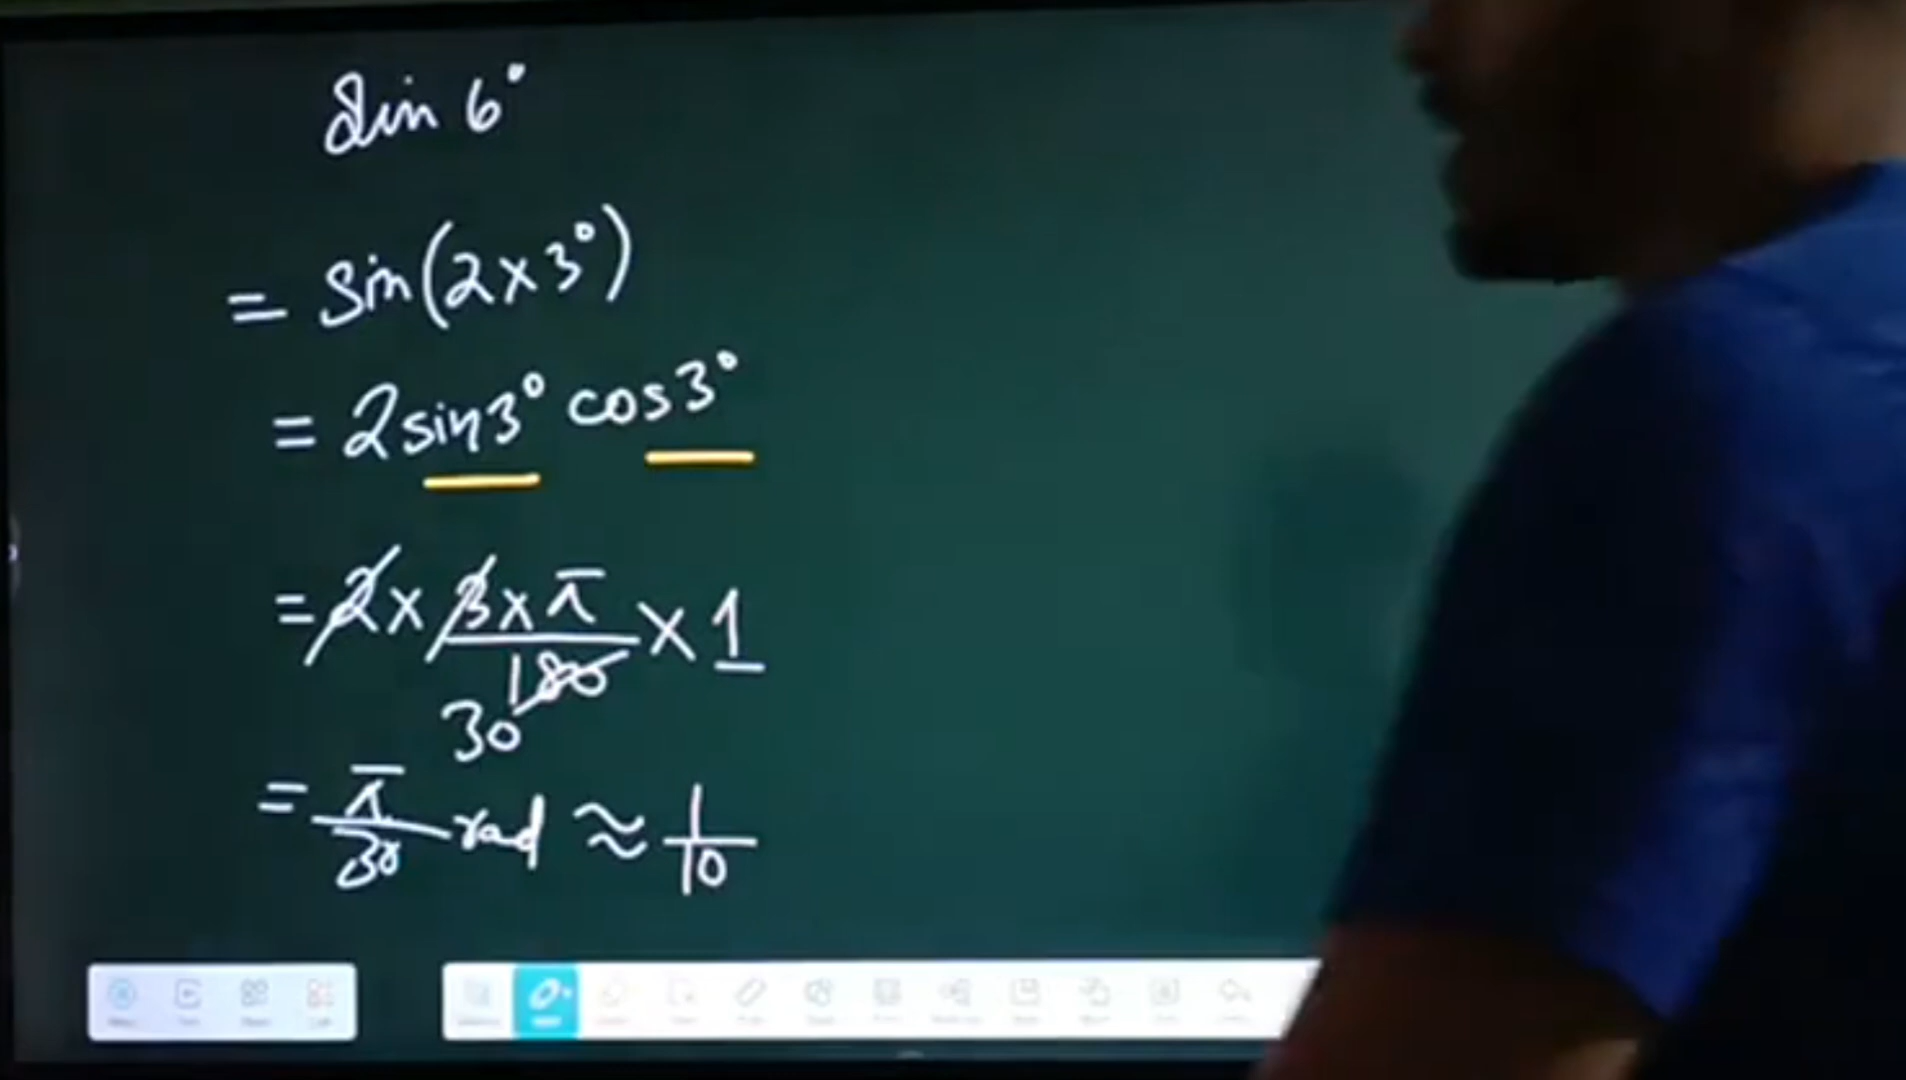 sin 6°
= sin(2×3°)
= 2sin3° cos3°
= 2 × 3×π/180 × 1
30
= π/30 rad ≈ 1/10